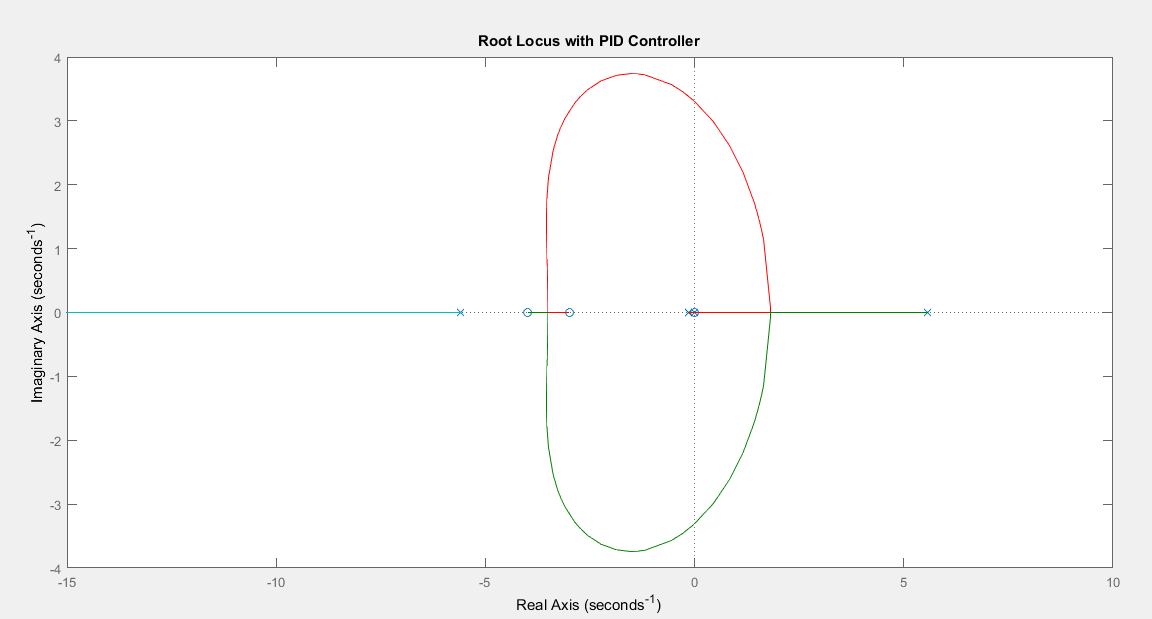 Root Locus with PID Controller
4
3
2
1
0
-1
-2
-3
-4
Imaginary Axis (seconds-1)
-15 -10 -5 0 5 10
Real Axis (seconds-1)